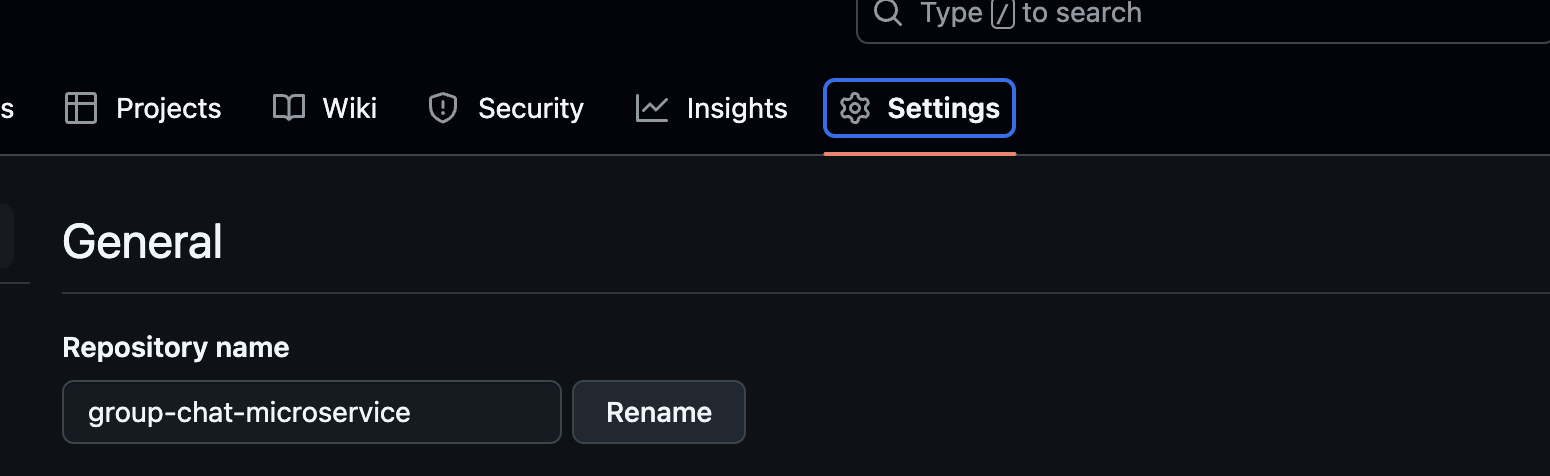 Type / to search
s Projects Wiki Security Insights Settings
General
Repository name
group-chat-microservice Rename